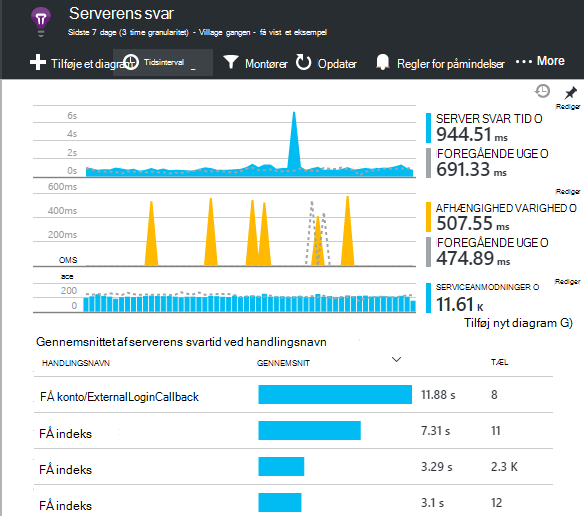 Serverens svar
Sidste 7 dage (3 time granularitet) - Village gangen - få vist et eksempel
Tilføje et diagram
Tidsinterval _
Montører
Opdater
Regler for påmindelser
··· More
Rediger
6s
4s
2s
0s
SERVER SVAR TID O
944.51 ms
FOREGÅENDE UGE O
691.33 ms
Rediger
600ms
400ms
200ms
OMS
AFHÆNGIGHED VARIGHED O
507.55 ms
FOREGÅENDE UGE O
474.89 ms
Rediger
ace
200
0
SERVICEANMODNINGER O
11.61 K
Tilføj nyt diagram G)
Gennemsnittet af serverens svartid ved handlingsnavn
HANDLINGSNAVN GENNEMSNIT TÆL
FÅ konto/ExternalLoginCallback 11.88 s 8
FÅ indeks 7.31 s 11
FÅ indeks 3.29 s 2.3 K
FÅ indeks 3.1 s 12